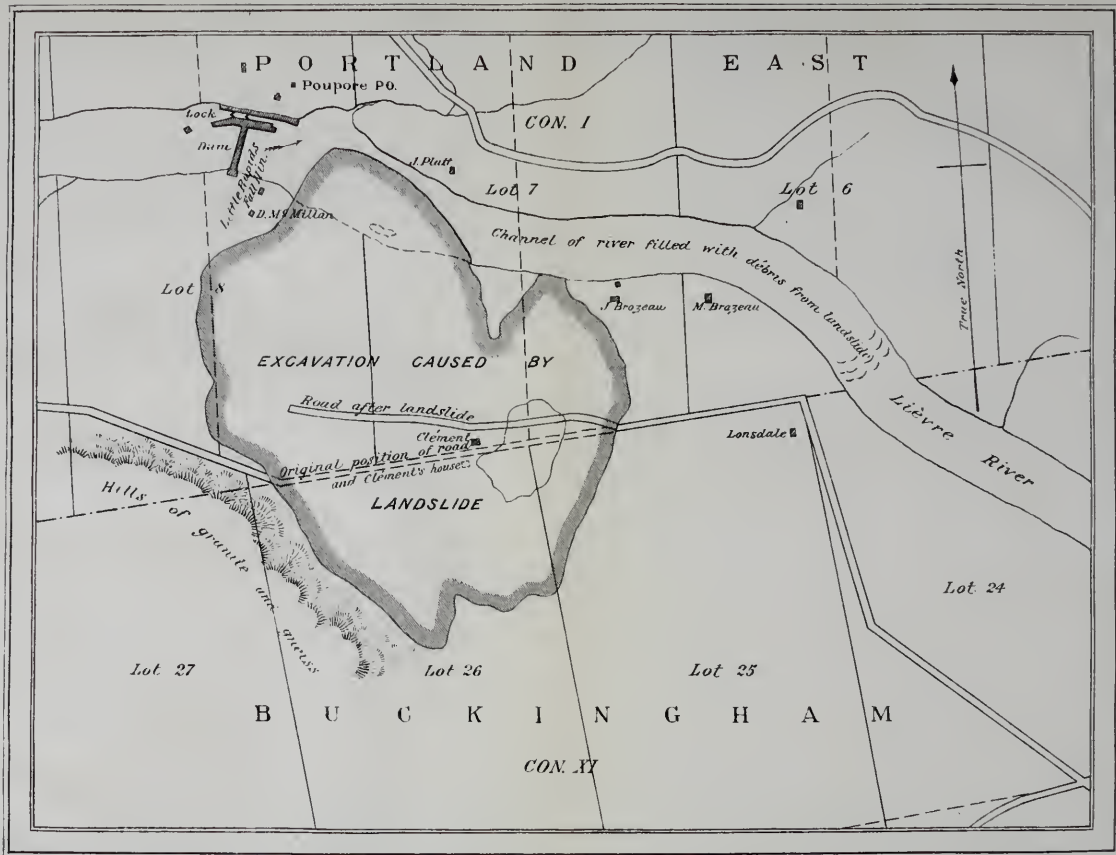 PORTLAND EAST
Poupore PO.
Lock
Dam
CON. I
J. Platt
Lot 7
Lot 6
Little Rapids
Fall
D. McMillan
Channel of river filled with débris from landslide
True North
Lot 8
J Brazeau
M. Brazeau
EXCAVATION CAUSED BY
Road after landslide
Clément
Original position of road
and Clément's house
Lonsdale
Lièvre
River
LANDSLIDE
Hills of granite and gneiss
Lot 24
Lot 27
Lot 26
Lot 25
BUCKINGHAM
CON. XI